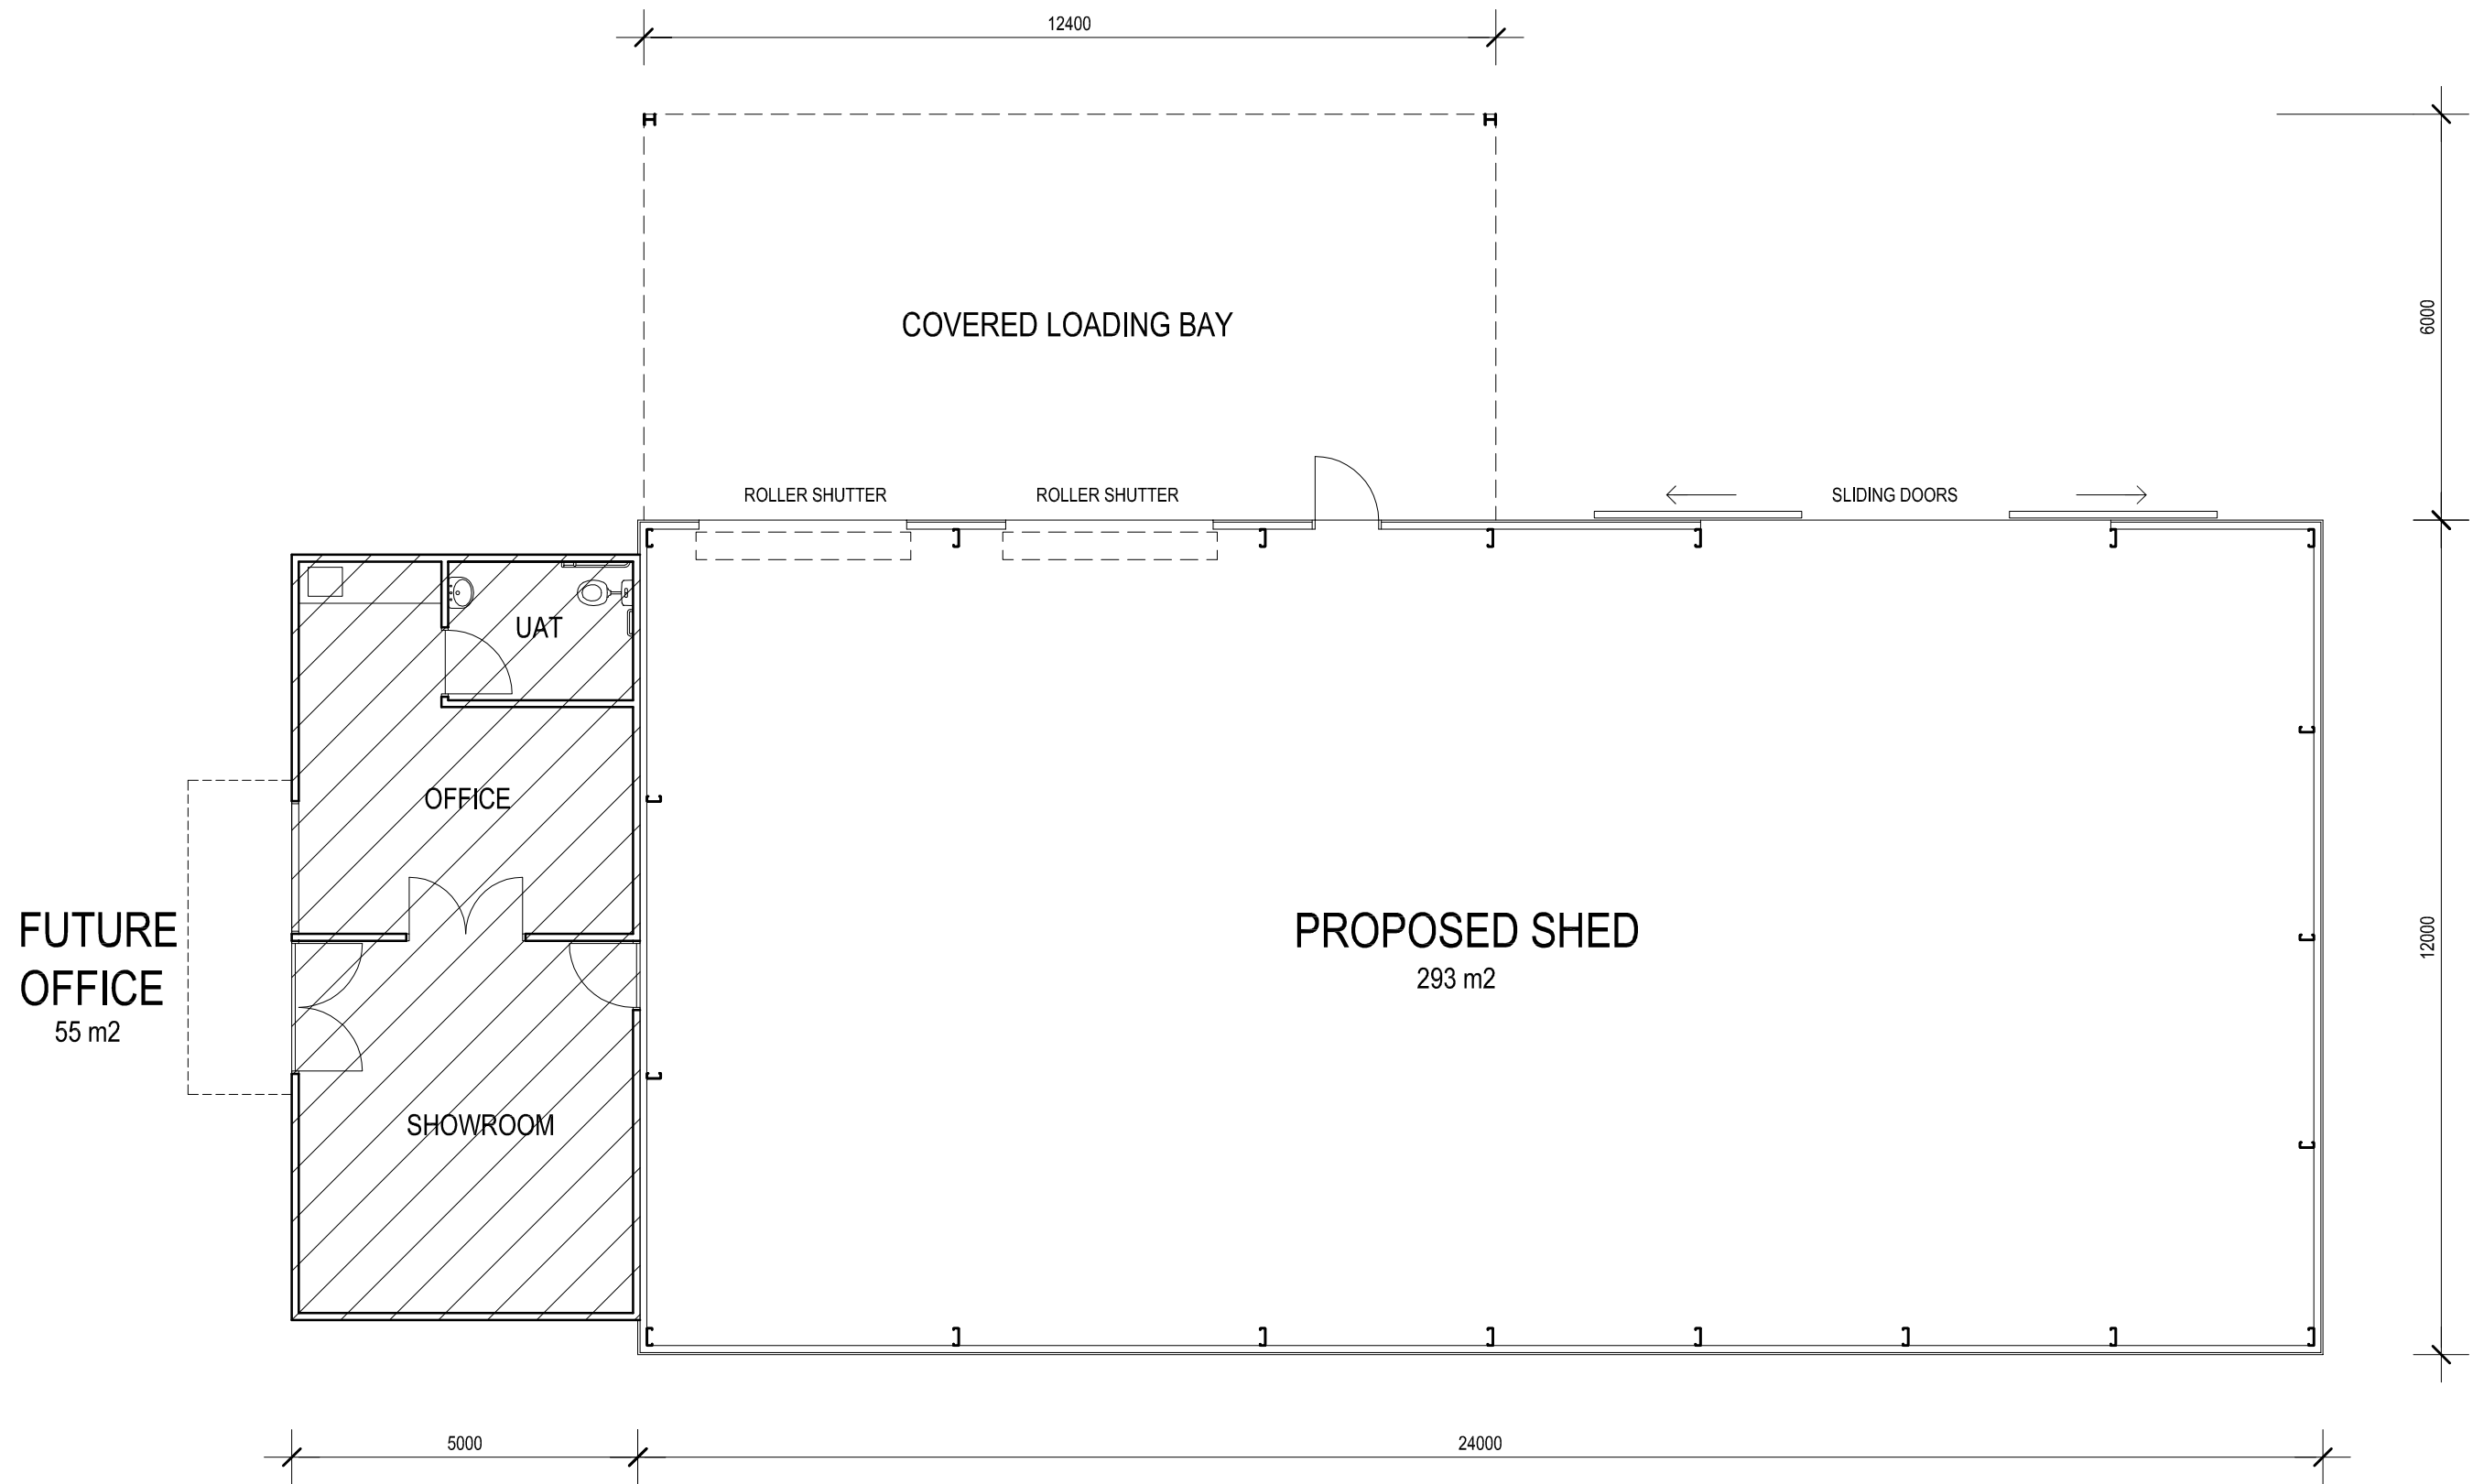 12400
COVERED LOADING BAY
6000
ROLLER SHUTTER
ROLLER SHUTTER
SLIDING DOORS
UAT
OFFICE
FUTURE
OFFICE
55 m2
PROPOSED SHED
293 m2
12000
SHOWROOM
5000
24000